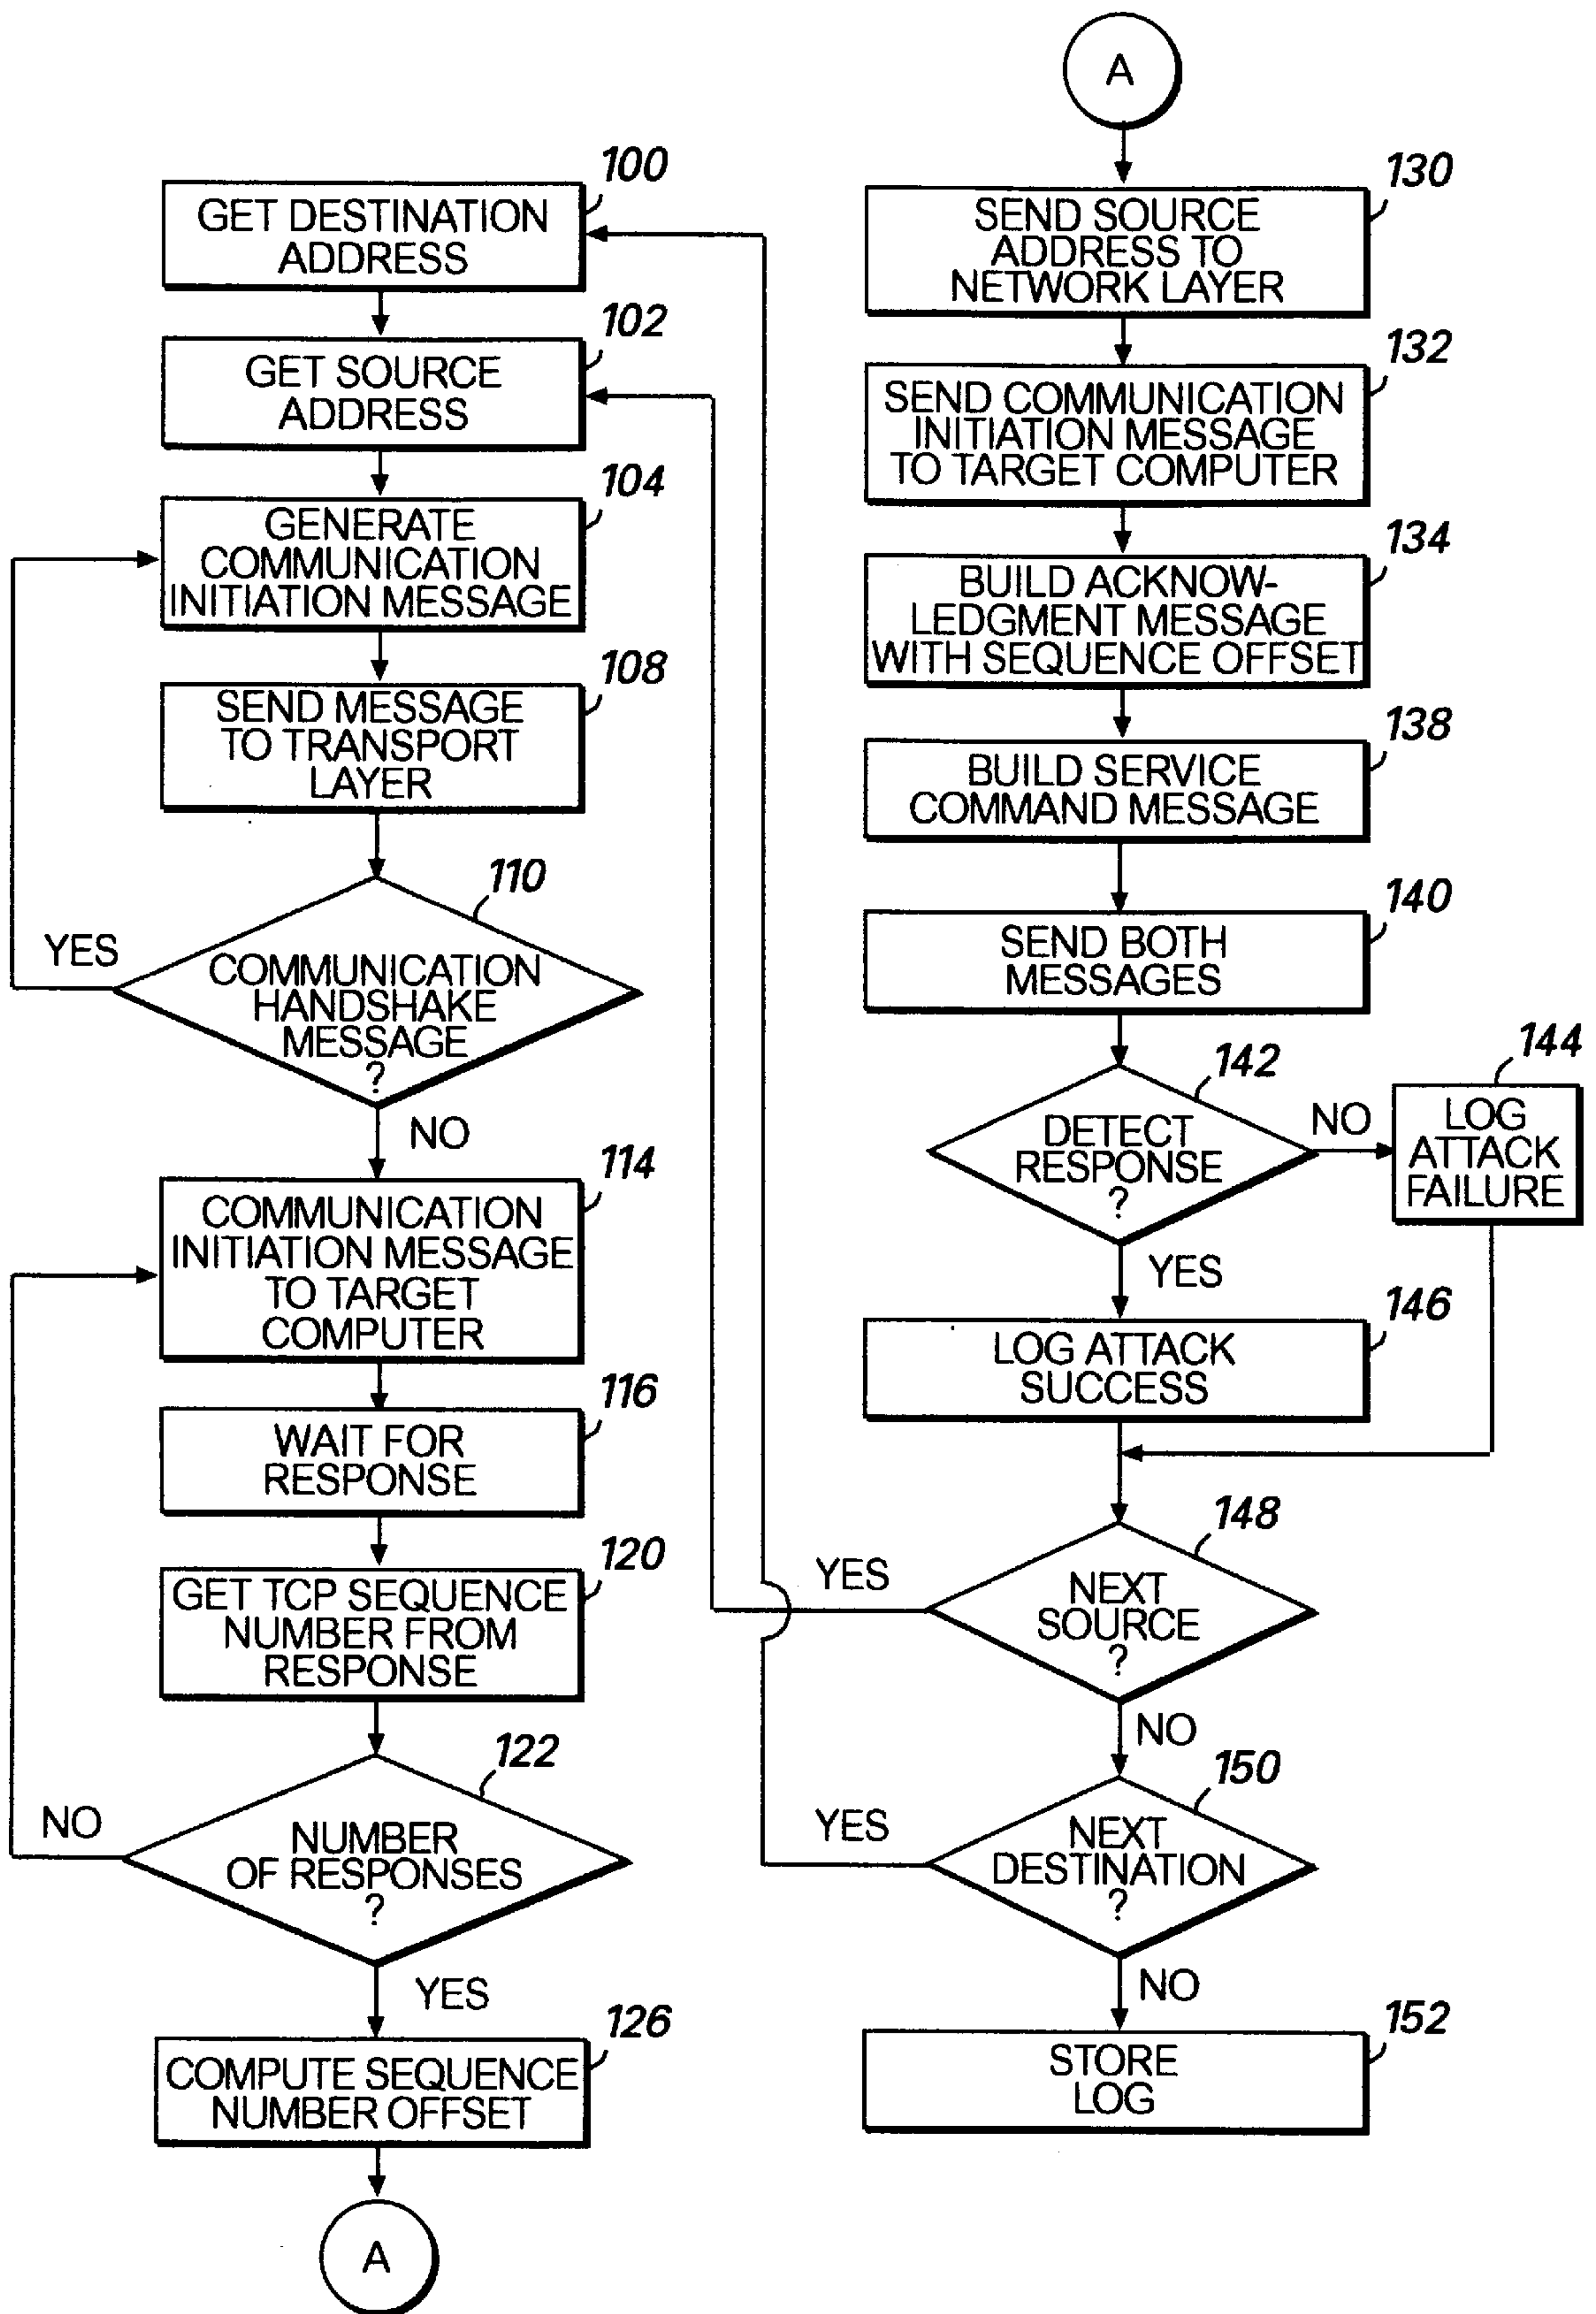 100
GET DESTINATION
ADDRESS
102
GET SOURCE
ADDRESS
104
GENERATE
COMMUNICATION
INITIATION MESSAGE
108
SEND MESSAGE
TO TRANSPORT
LAYER
110
YES
COMMUNICATION
HANDSHAKE
MESSAGE
?
NO
114
COMMUNICATION
INITIATION MESSAGE
TO TARGET
COMPUTER
116
WAIT FOR
RESPONSE
120
GET TCP SEQUENCE
NUMBER FROM
RESPONSE
122
NO
NUMBER
OF RESPONSES
?
YES
126
COMPUTE SEQUENCE
NUMBER OFFSET
A
A
130
SEND SOURCE
ADDRESS TO
NETWORK LAYER
132
SEND COMMUNICATION
INITIATION MESSAGE
TO TARGET COMPUTER
134
BUILD ACKNOW-
LEDGMENT MESSAGE
WITH SEQUENCE OFFSET
138
BUILD SERVICE
COMMAND MESSAGE
140
SEND BOTH
MESSAGES
142
DETECT
RESPONSE
?
NO
144
LOG
ATTACK
FAILURE
YES
146
LOG ATTACK
SUCCESS
148
YES
NEXT
SOURCE
?
NO
150
YES
NEXT
DESTINATION
?
NO
152
STORE
LOG